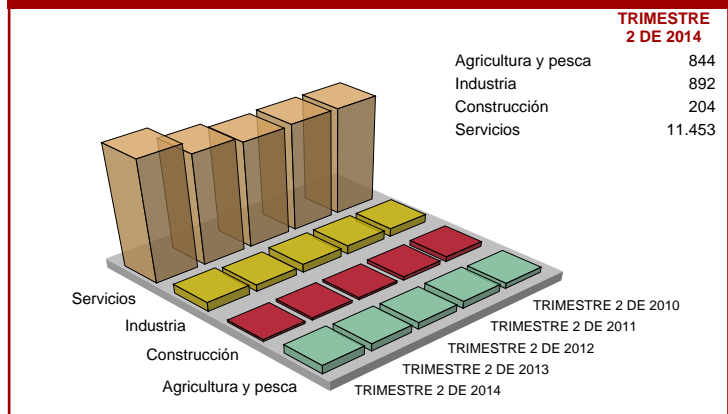 TRIMESTRE
2 DE 2014
Agricultura y pesca 844
Industria 892
Construcción 204
Servicios 11.453
Servicios
Industria
Construcción
Agricultura y pesca
TRIMESTRE 2 DE 2010
TRIMESTRE 2 DE 2011
TRIMESTRE 2 DE 2012
TRIMESTRE 2 DE 2013
TRIMESTRE 2 DE 2014